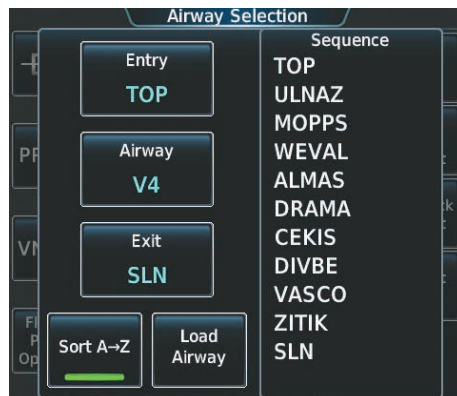 Airway Selection
Entry
TOP
Airway
V4
Exit
SLN
Sort A→Z
Load
Airway
Sequence
TOP
ULNAZ
MOPPS
WEVAL
ALMAS
DRAMA
CEKIS
DIVBE
VASCO
ZITIK
SLN